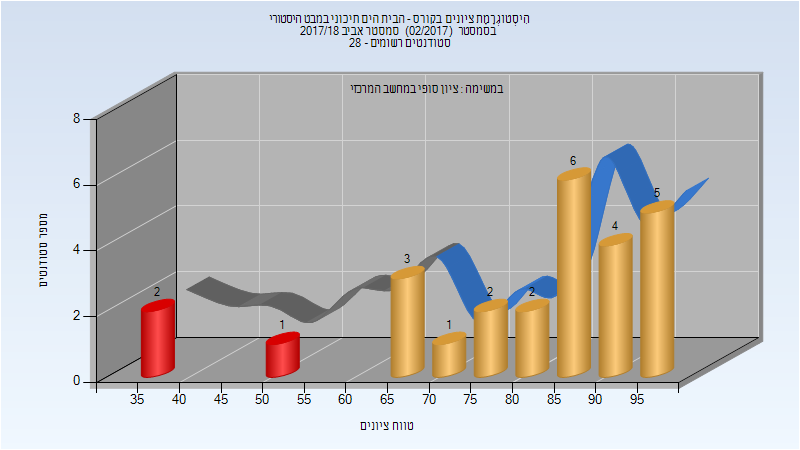 הִיסְטוֹגְרָמַת ציונים בקורס - הבית הים תיכוני במבט היסטורי
בסמסטר (02/2017) סמסטר אביב 2017/18
סטודנטים רשומים - 28
במשימה : ציון סופי במחשב המרכזי
מספר סטודנטים
8
6
4
2
0
2
1
3
1
2
2
6
4
5
35 40 50 55 60 65 70 75 80 85 90 95
טווח ציונים